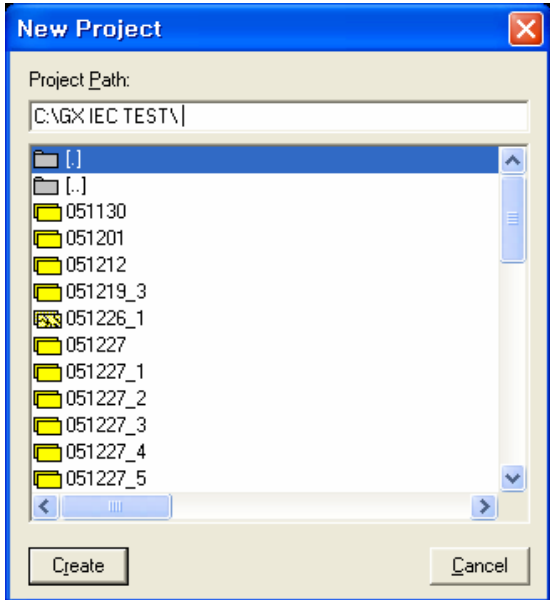 New Project
Project Path:
C:\GX IEC TEST\
[.]
[..]
051130
051201
051212
051219_3
051226_1
051227
051227_1
051227_2
051227_3
051227_4
051227_5
Create
Cancel